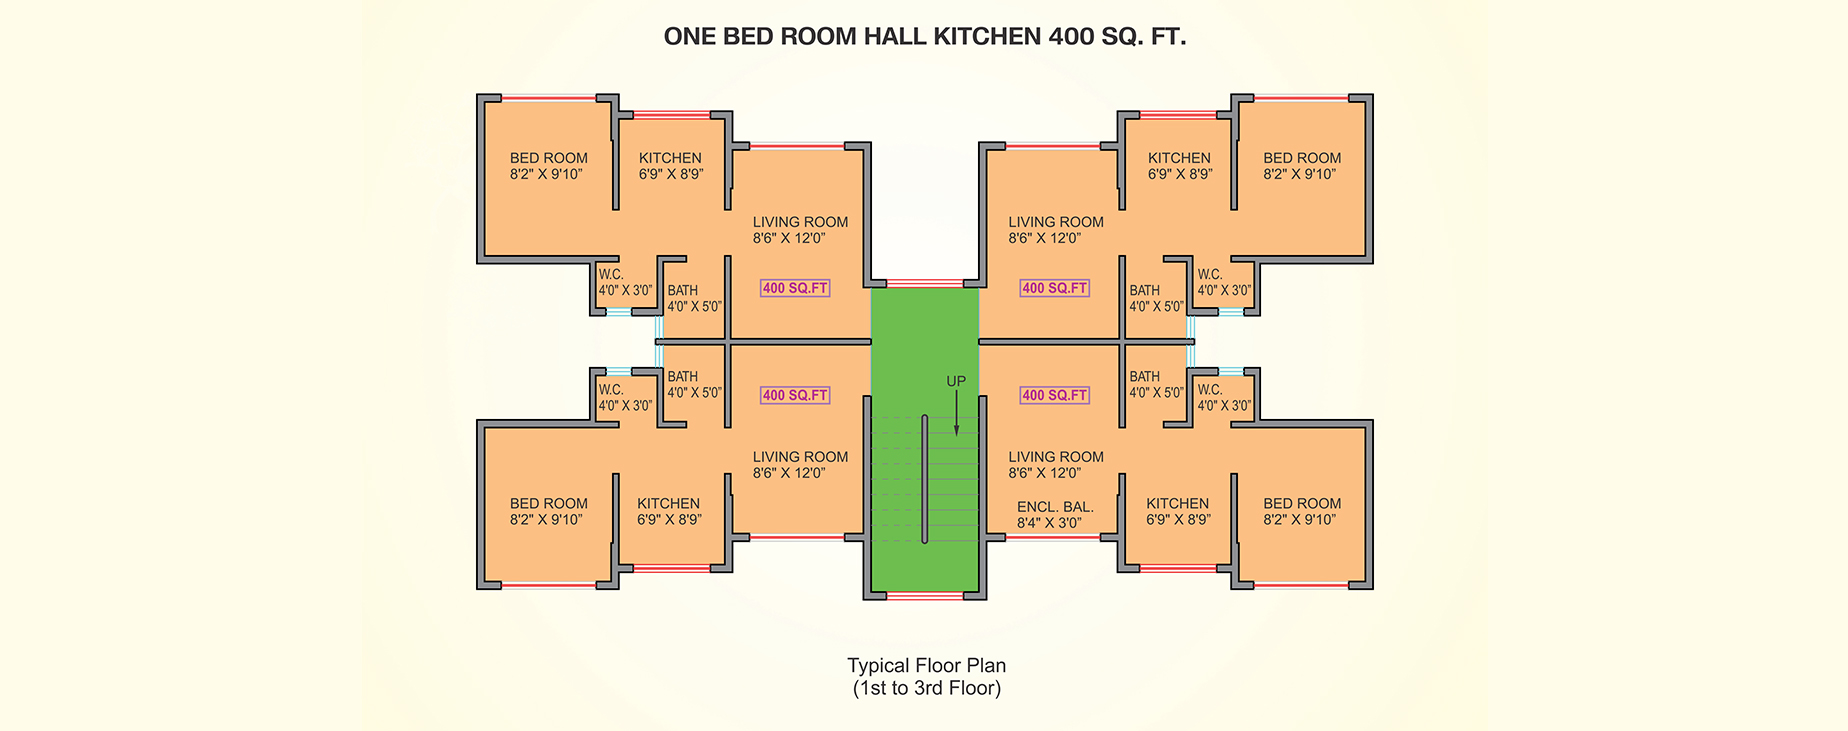 ONE BED ROOM HALL KITCHEN 400 SQ. FT.
BED ROOM
8'2" X 9'10"
KITCHEN
6'9" X 8'9"
LIVING ROOM
8'6" X 12'0"
400 SQ.FT
W.C.
4'0" X 3'0"
BATH
4'0" X 5'0"
LIVING ROOM
8'6" X 12'0"
400 SQ.FT
KITCHEN
6'9" X 8'9"
BED ROOM
8'2" X 9'10"
BATH
4'0" X 5'0"
W.C.
4'0" X 3'0"
W.C.
4'0" X 3'0"
BATH
4'0" X 5'0"
400 SQ.FT
LIVING ROOM
8'6" X 12'0"
BED ROOM
8'2" X 9'10"
KITCHEN
6'9" X 8'9"
UP
400 SQ.FT
BATH
4'0" X 5'0"
W.C.
4'0" X 3'0"
LIVING ROOM
8'6" X 12'0"
ENCL. BAL.
8'4" X 3'0"
KITCHEN
6'9" X 8'9"
BED ROOM
8'2" X 9'10"
Typical Floor Plan
(1st to 3rd Floor)